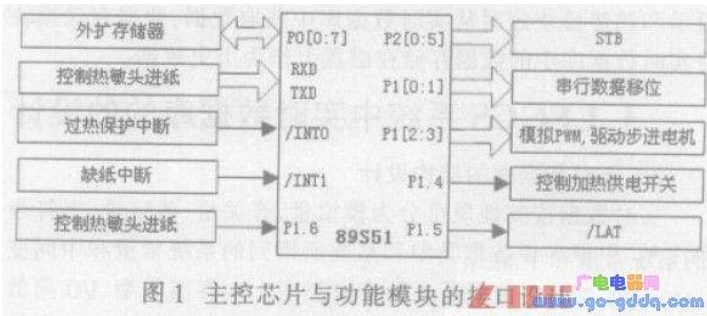 外扩存储器
P0[0:7]
P2[0:5]
STB
控制热敏头进纸
RXD
TXD
P1[0:1]
串行数据移位
过热保护中断
/INT0
P1[2:3]
模拟PWM,驱动步进电机
缺纸中断
/INT1
P1.4
控制加热供电开关
控制热敏头进纸
P1.6
89S51
P1.5
/LAT
图 1 主控芯片与功能模块的接口
广电电器网
www.go-gddq.com